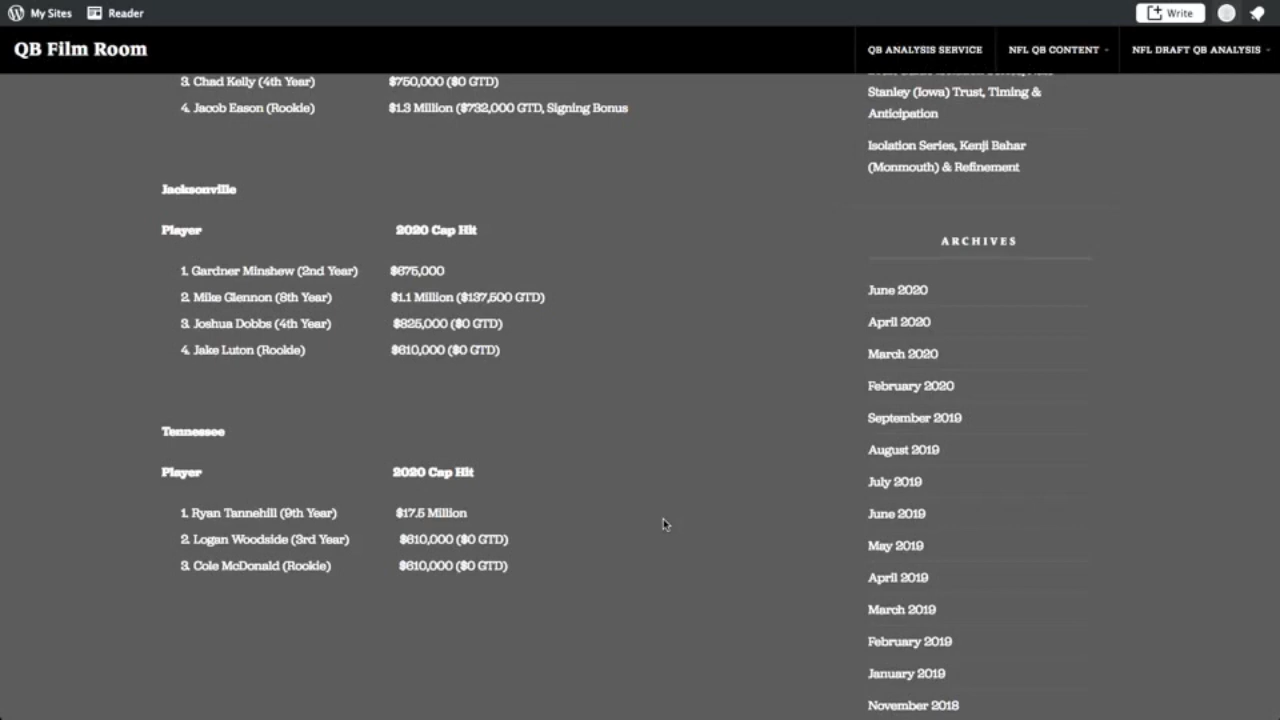 My Sites
Reader
Write
QB Film Room
QB ANALYSIS SERVICE
NFL QB CONTENT
NFL DRAFT QB ANALYSIS
3. Chad Kelly (4th Year) $750,000 ($0 GTD)
4. Jacob Eason (Rookie) $1.3 Million ($732,000 GTD, Signing Bonus
Jacksonville
Player 2020 Cap Hit
1. Gardner Minshew (2nd Year) $675,000
2. Mike Glennon (8th Year) $1.1 Million ($137,500 GTD)
3. Joshua Dobbs (4th Year) $825,000 ($0 GTD)
4. Jake Luton (Rookie) $610,000 ($0 GTD)
Tennessee
Player 2020 Cap Hit
1. Ryan Tannehill (9th Year) $17.5 Million
2. Logan Woodside (3rd Year) $610,000 ($0 GTD)
3. Cole McDonald (Rookie) $610,000 ($0 GTD)
Stanley (Iowa) Trust, Timing &
Anticipation
Isolation Series, Kenji Bahar
(Monmouth) & Refinement
ARCHIVES
June 2020
April 2020
March 2020
February 2020
September 2019
August 2019
July 2019
June 2019
May 2019
April 2019
March 2019
February 2019
January 2019
November 2018